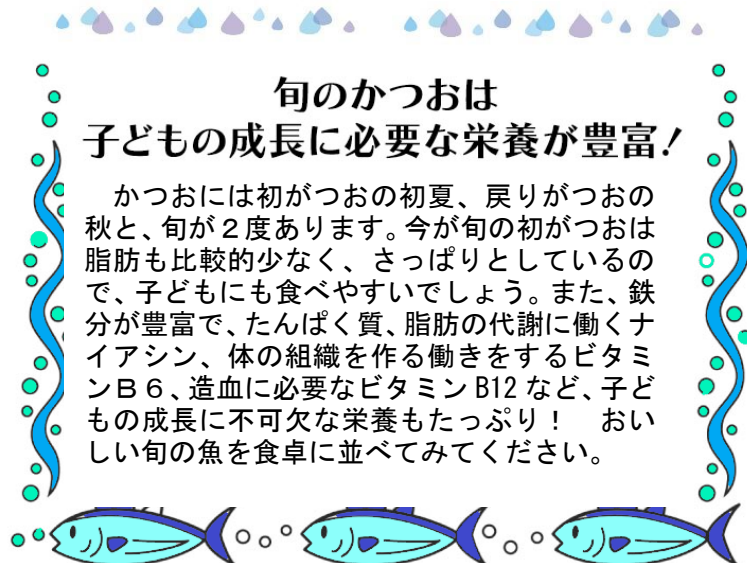 旬のかつおは
子どもの成長に必要な栄養が豊富！
　かつおには初がつおの初夏、戻りがつおの
秋と、旬が２度あります。今が旬の初がつおは
脂肪も比較的少なく、さっぱりとしているの
で、子どもにも食べやすいでしょう。また、鉄
分が豊富で、たんぱく質、脂肪の代謝に働くナ
イアシン、体の組織を作る働きをするビタミ
ンＢ６、造血に必要なビタミン B12 など、子ど
もの成長に不可欠な栄養もたっぷり！　おい
しい旬の魚を食卓に並べてみてください。